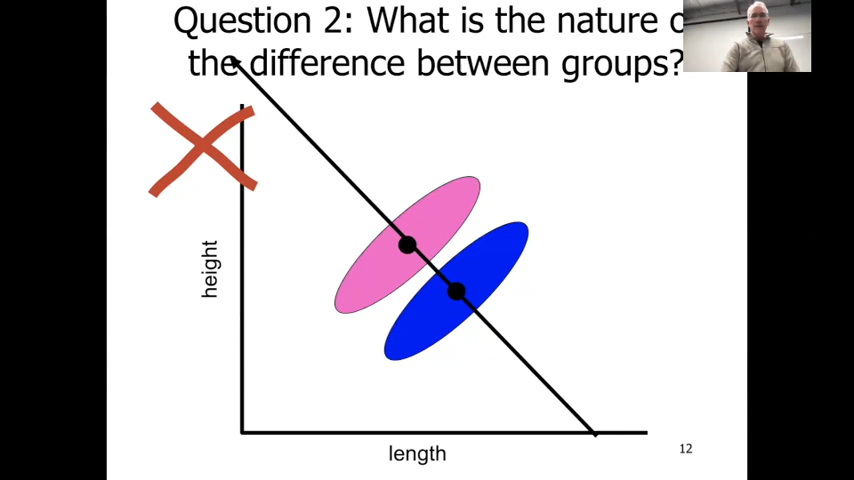 Question 2: What is the nature
the difference between groups?
height
length
12